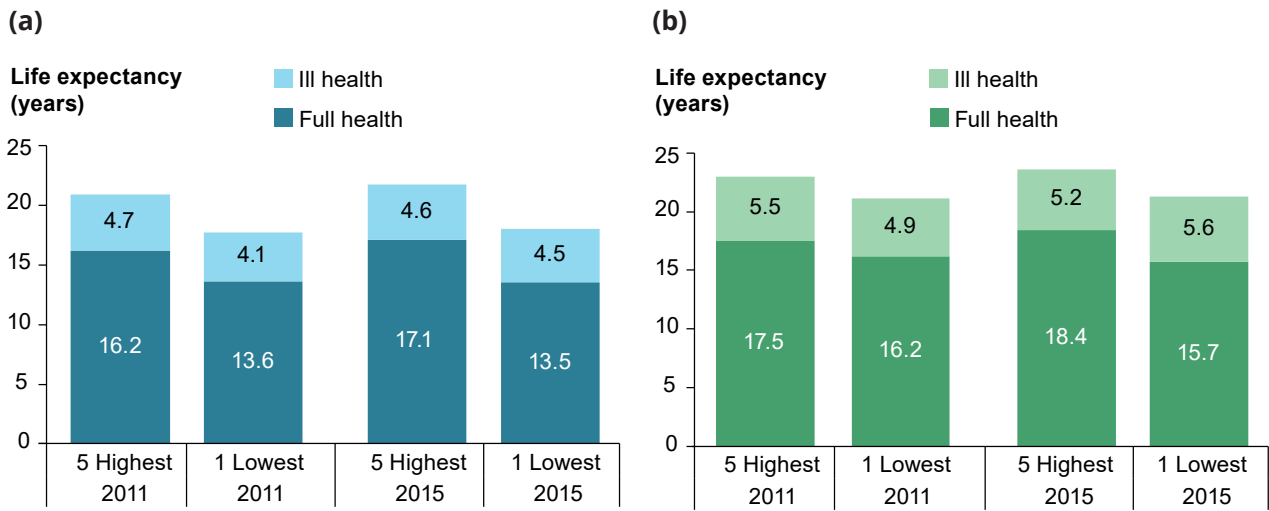 (a)
Life expectancy
(years)
Ill health
Full health
25
20
15
10
5
0
4.7
16.2
4.1
13.6
4.6
17.1
4.5
13.5
5 Highest
2011
1 Lowest
2011
5 Highest
2015
1 Lowest
2015
(b)
Life expectancy
(years)
Ill health
Full health
25
20
15
10
5
0
5.5
17.5
4.9
16.2
5.2
18.4
5.6
15.7
5 Highest
2011
1 Lowest
2011
5 Highest
2015
1 Lowest
2015